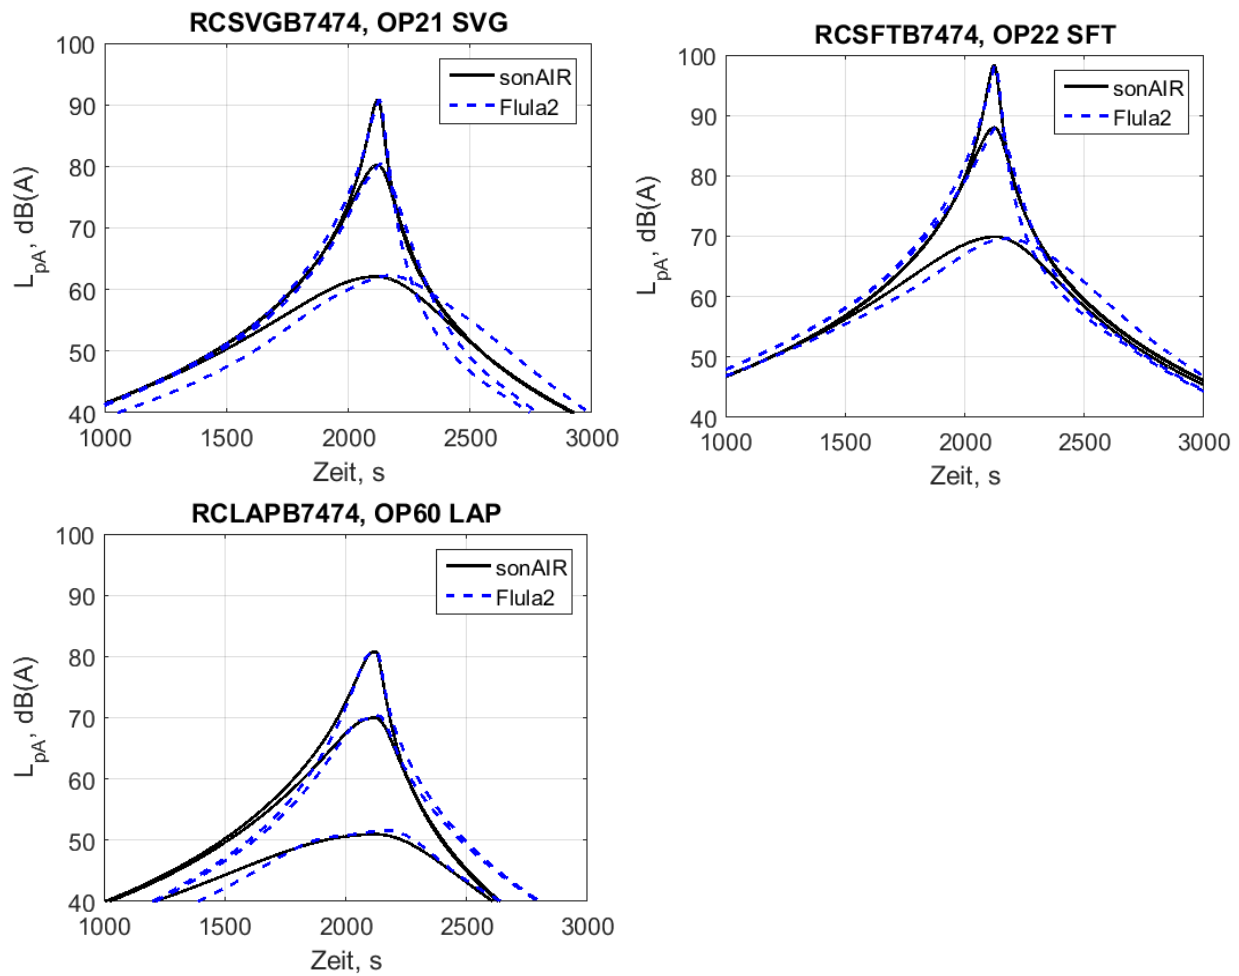 RCSVGB7474, OP21 SVG
100
90
80
70
60
50
40
L_pA, dB(A)
sonAIR
Flula2
1000 1500 2000 2500 3000
Zeit, s
RCSFTB7474, OP22 SFT
100
90
80
70
60
50
40
L_pA, dB(A)
sonAIR
Flula2
1000 1500 2000 2500 3000
Zeit, s
RCLAPB7474, OP60 LAP
100
90
80
70
60
50
40
L_pA, dB(A)
sonAIR
Flula2
1000 1500 2000 2500 3000
Zeit, s